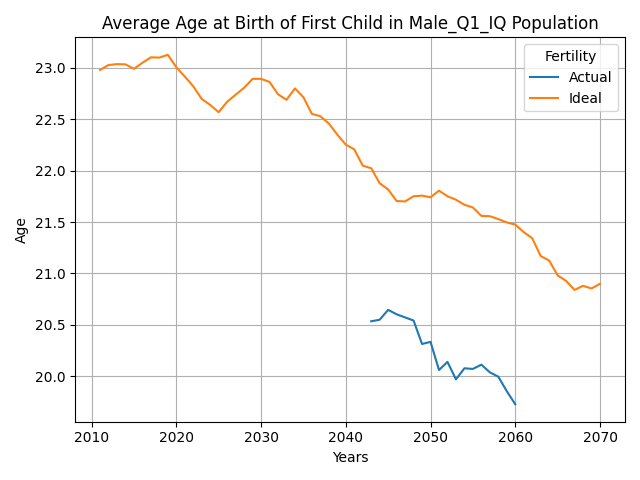 Average Age at Birth of First Child in Male_Q1_IQ Population
Fertility
Actual
Ideal
23.0
22.5
22.0
21.5
21.0
20.5
20.0
Age
2010 2020 2030 2040 2050 2060 2070
Years